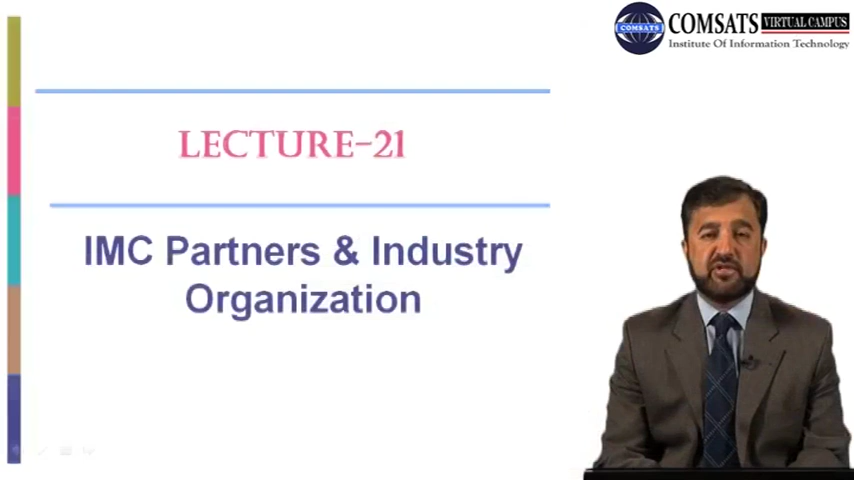 COMSATS VIRTUAL CAMPUS
COMSATS
Institute Of Information Technology
LECTURE-21
IMC Partners & Industry
Organization